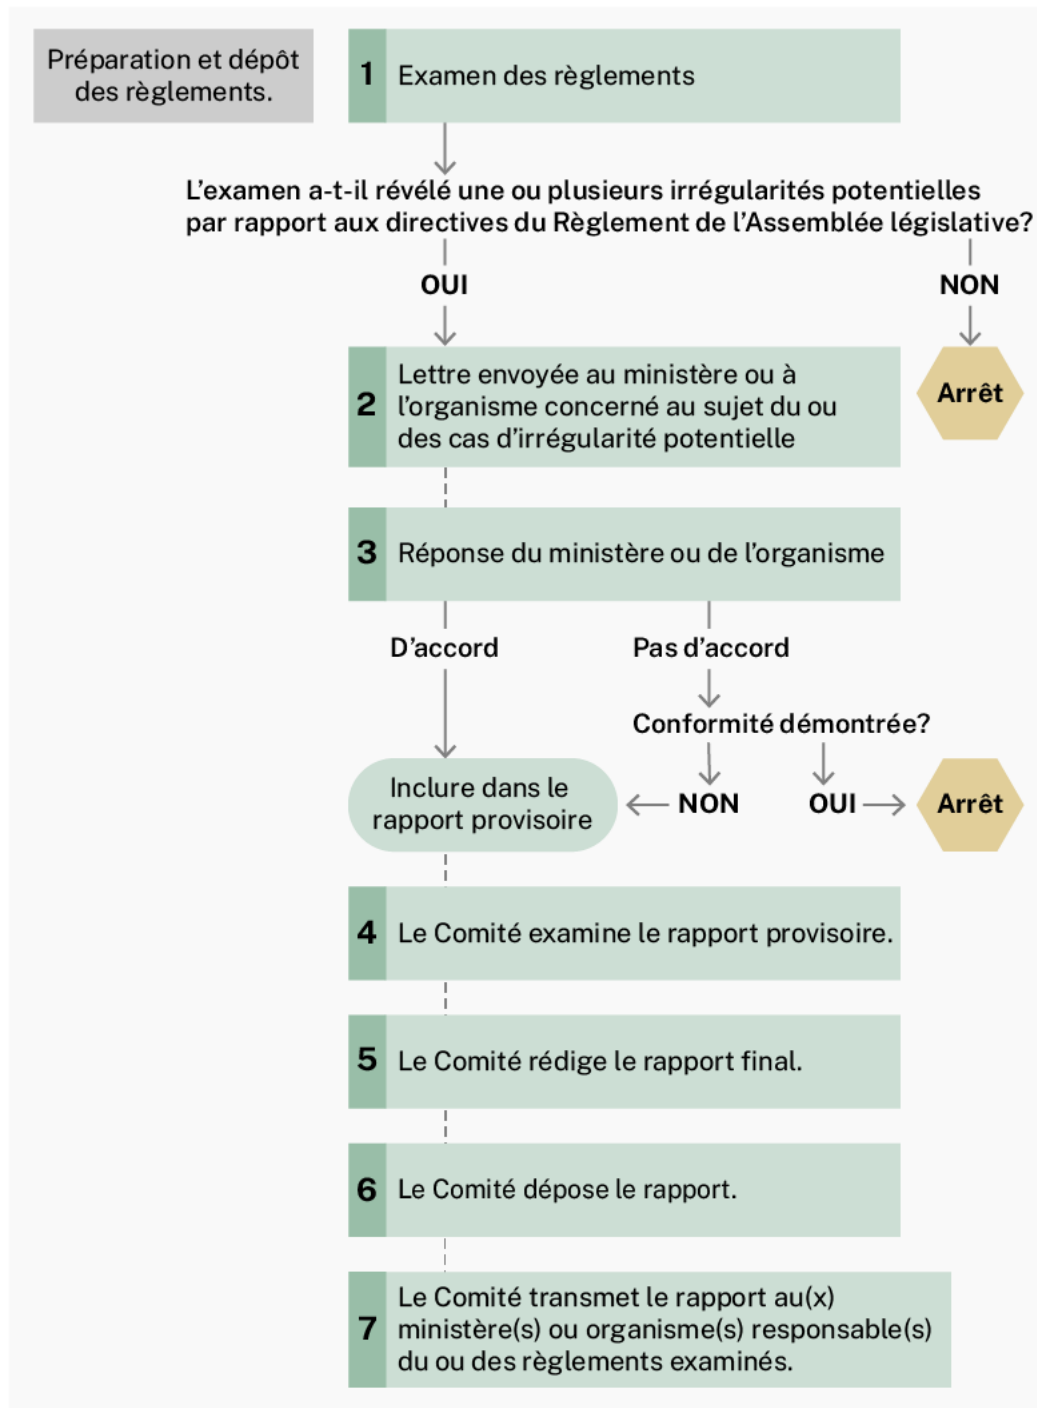 Préparation et dépôt
des règlements.
1 Examen des règlements
L’examen a-t-il révélé une ou plusieurs irrégularités potentielles
par rapport aux directives du Règlement de l’Assemblée législative?
OUI
NON
2
Lettre envoyée au ministère ou à
l’organisme concerné au sujet du ou
des cas d’irrégularité potentielle
Arrêt
3 Réponse du ministère ou de l’organisme
D’accord
Pas d’accord
Conformité démontrée?
Inclure dans le
rapport provisoire
NON
OUI
Arrêt
4 Le Comité examine le rapport provisoire.
5 Le Comité rédige le rapport final.
6 Le Comité dépose le rapport.
7
Le Comité transmet le rapport au(x)
ministère(s) ou organisme(s) responsable(s)
du ou des règlements examinés.